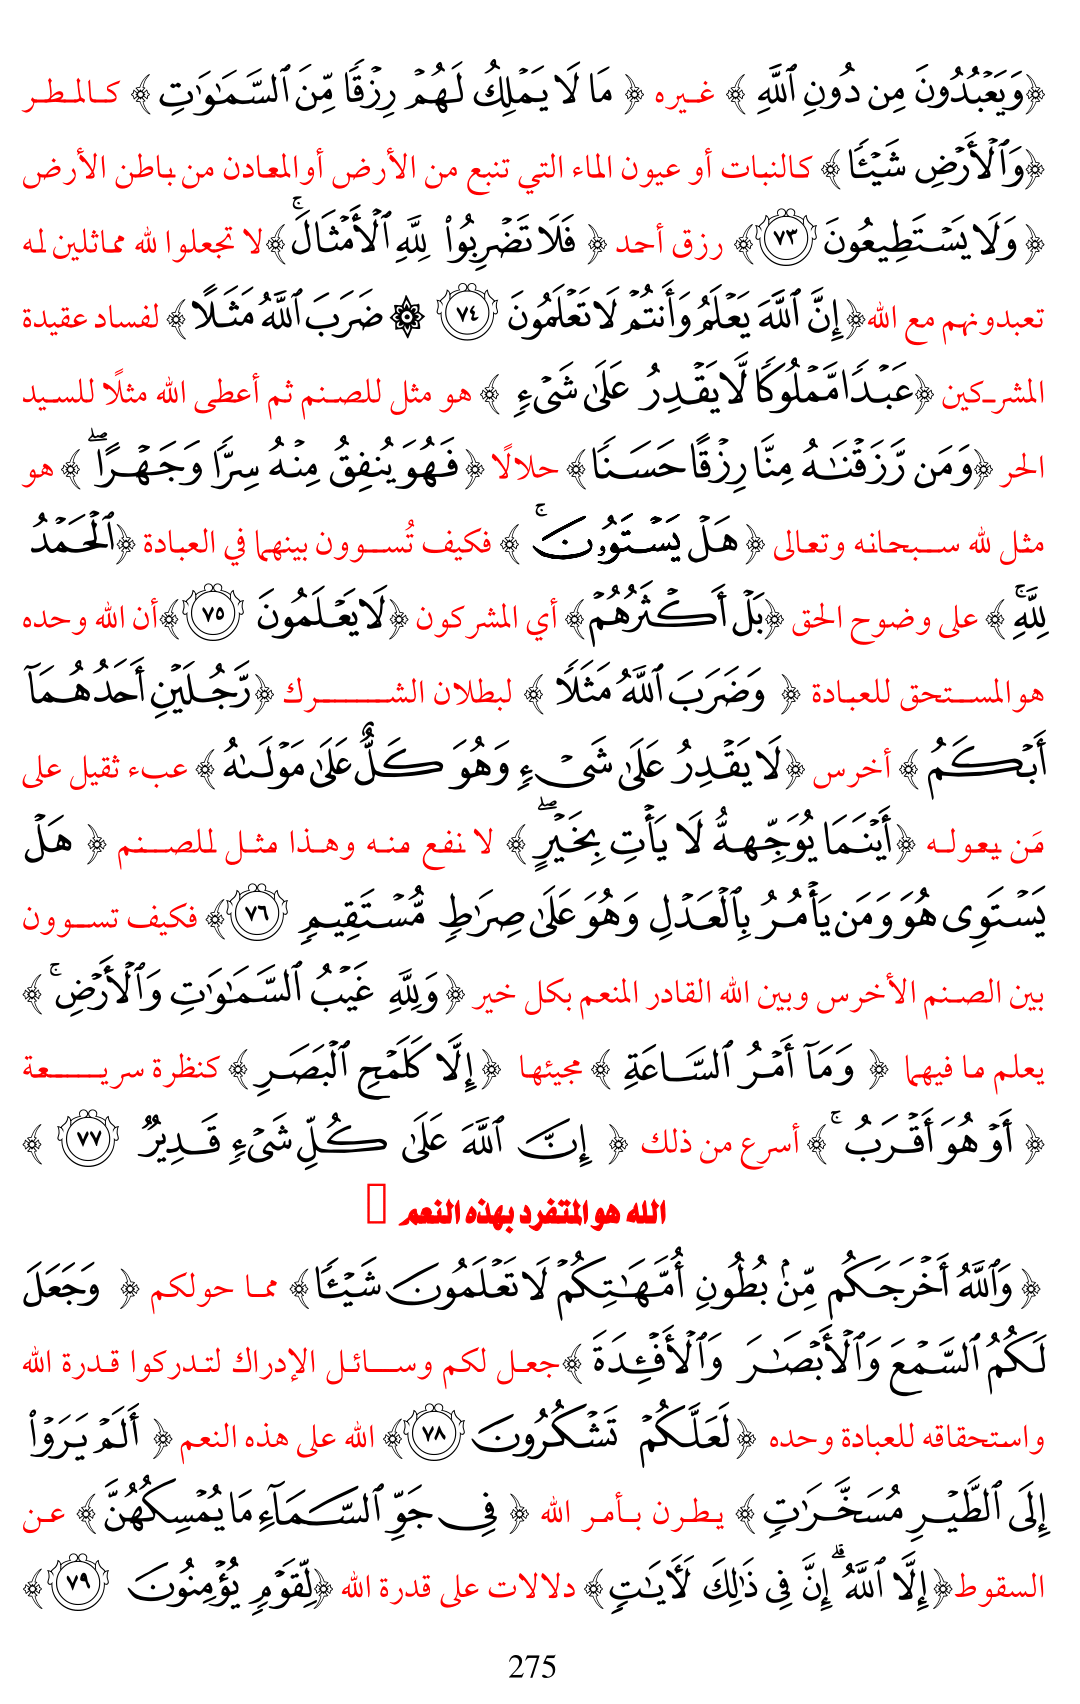 ﴿وَيَعْبُدُونَ مِن دُونِ ٱللَّهِ ﴾ غيره ﴿ مَا لَا يَمْلِكُ لَهُمْ رِزْقًا مِّنَ ٱلسَّمَٰوَٰتِ ﴾ كالمطر
﴿وَٱلْأَرْضِ شَيْـًٔا ﴾ كالنبات أو عيون الماء التي تنبع من الأرض أوالمعادن من باطن الأرض
﴿ وَلَا يَسْتَطِيعُونَ ٧٣﴾ رزق أحد ﴿ فَلَا تَضْرِبُوا۟ لِلَّهِ ٱلْأَمْثَالَ ۚ﴾ لا تجعلوا لله مماثلين له
تعبدونهم مع الله ﴿إِنَّ ٱللَّهَ يَعْلَمُ وَأَنتُمْ لَا تَعْلَمُونَ ٧٤ ۞ ضَرَبَ ٱللَّهُ مَثَلًا ﴾ لفساد عقيدة
المشركين ﴿عَبْدًا مَّمْلُوكًا لَّا يَقْدِرُ عَلَىٰ شَىْءٍ ﴾ هو مثل للصنم ثم أعطى الله مثلًا للسيد
الحر ﴿وَمَن رَّزَقْنَٰهُ مِنَّا رِزْقًا حَسَنًا ﴾ حلالًا ﴿ فَهُوَ يُنفِقُ مِنْهُ سِرًّا وَجَهْرًا ۖ ﴾ هو
مثل لله سبحانه وتعالى ﴿ هَلْ يَسْتَوُۥنَ ۚ ﴾ فكيف تُسوون بينهما في العبادة ﴿ٱلْحَمْدُ
لِلَّهِ ۚ ﴾ على وضوح الحق ﴿بَلْ أَكْثَرُهُمْ ﴾ أي المشركون ﴿لَا يَعْلَمُونَ ٧٥﴾ أن الله وحده
هو المستحق للعبادة ﴿ وَضَرَبَ ٱللَّهُ مَثَلًا ﴾ لبطلان الشرك ﴿رَّجُلَيْنِ أَحَدُهُمَآ
أَبْكَمُ ﴾ أخرس ﴿لَا يَقْدِرُ عَلَىٰ شَىْءٍ وَهُوَ كَلٌّ عَلَىٰ مَوْلَىٰهُ ﴾ عبء ثقيل على
مَن يعوله ﴿أَيْنَمَا يُوَجِّههُّ لَا يَأْتِ بِخَيْرٍ ۖ ﴾ لا نفع منه وهذا مثل للصنم ﴿ هَلْ
يَسْتَوِى هُوَ وَمَن يَأْمُرُ بِٱلْعَدْلِ وَهُوَ عَلَىٰ صِرَٰطٍ مُّسْتَقِيمٍ ٧٦﴾ فكيف تسوون
بين الصنم الأخرس وبين الله القادر المنعم بكل خير ﴿ وَلِلَّهِ غَيْبُ ٱلسَّمَٰوَٰتِ وَٱلْأَرْضِ ۚ ﴾
يعلم ما فيهما ﴿ وَمَآ أَمْرُ ٱلسَّاعَةِ ﴾ مجيئها ﴿إِلَّا كَلَمْحِ ٱلْبَصَرِ ﴾ كنظرة سريعة
﴿ أَوْ هُوَ أَقْرَبُ ۚ ﴾ أسرع من ذلك ﴿ إِنَّ ٱللَّهَ عَلَىٰ كُلِّ شَىْءٍ قَدِيرٌ ٧٧ ﴾
الله هو المتفرد بهذه النعم
﴿ وَٱللَّهُ أَخْرَجَكُم مِّنۢ بُطُونِ أُمَّهَٰتِكُمْ لَا تَعْلَمُونَ شَيْـًٔا ﴾ مما حولكم ﴿ وَجَعَلَ
لَكُمُ ٱلسَّمْعَ وَٱلْأَبْصَٰرَ وَٱلْأَفْـِٔدَةَ ﴾ جعل لكم وسائل الإدراك لتدركوا قدرة الله
واستحقاقه للعبادة وحده ﴿لَعَلَّكُمْ تَشْكُرُونَ ٧٨﴾ الله على هذه النعم ﴿ أَلَمْ يَرَوْا۟
إِلَى ٱلطَّيْرِ مُسَخَّرَٰتٍ ﴾ يطرن بأمر الله ﴿ فِى جَوِّ ٱلسَّمَآءِ مَا يُمْسِكُهُنَّ ﴾ عن
السقوط ﴿إِلَّا ٱللَّهُ ۗ إِنَّ فِى ذَٰلِكَ لَءَايَٰتٍ ﴾ دلالات على قدرة الله ﴿لِّقَوْمٍ يُؤْمِنُونَ ٧٩﴾
275